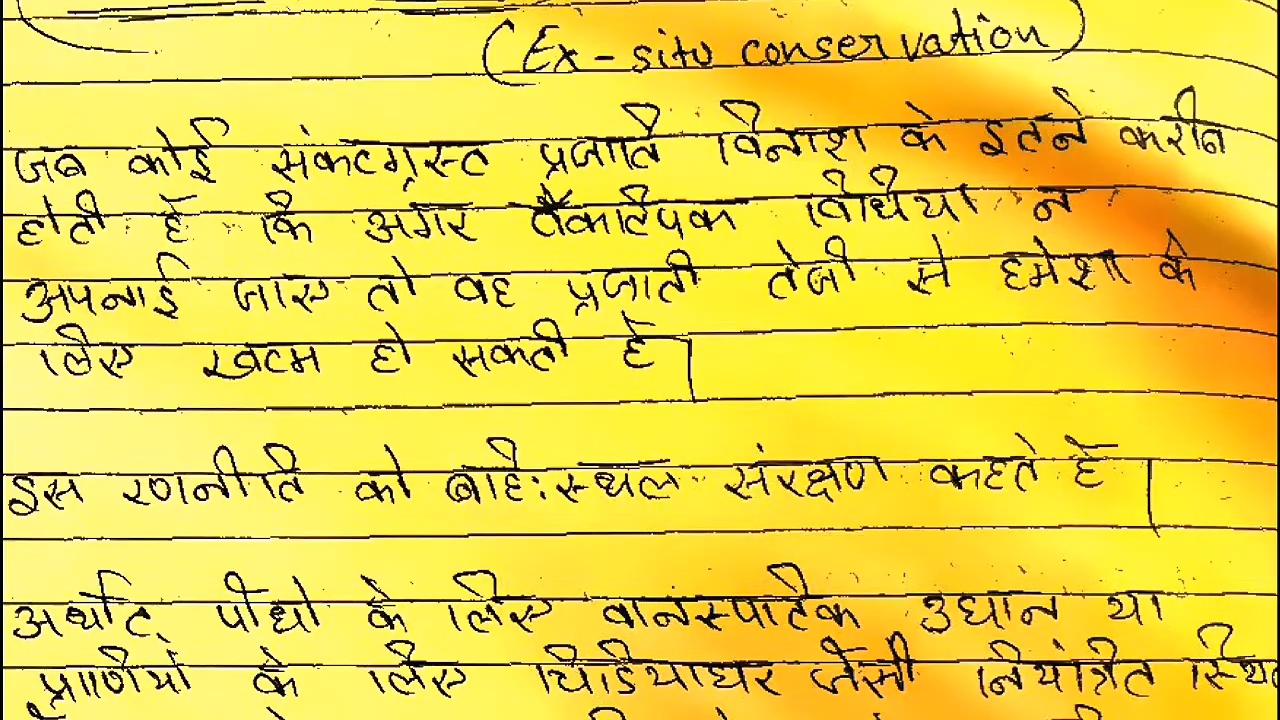 (Ex-situ conservation)
जब कोई संकटग्रस्त प्रजाति विनाश के इतने करीब
होती है कि अगर वैकल्पिक विधियाँ न
अपनाई जाए तो वह प्रजाती तेजी से हमेशा के
लिए खत्म हो सकती है।
इस रणनीति को बाह्यःस्थल संरक्षण कहते है।
अर्थात् पौधो के लिए वानस्पतिक उधान या
प्राणियों के लिए चिडियाघर जैसी नियंत्रित